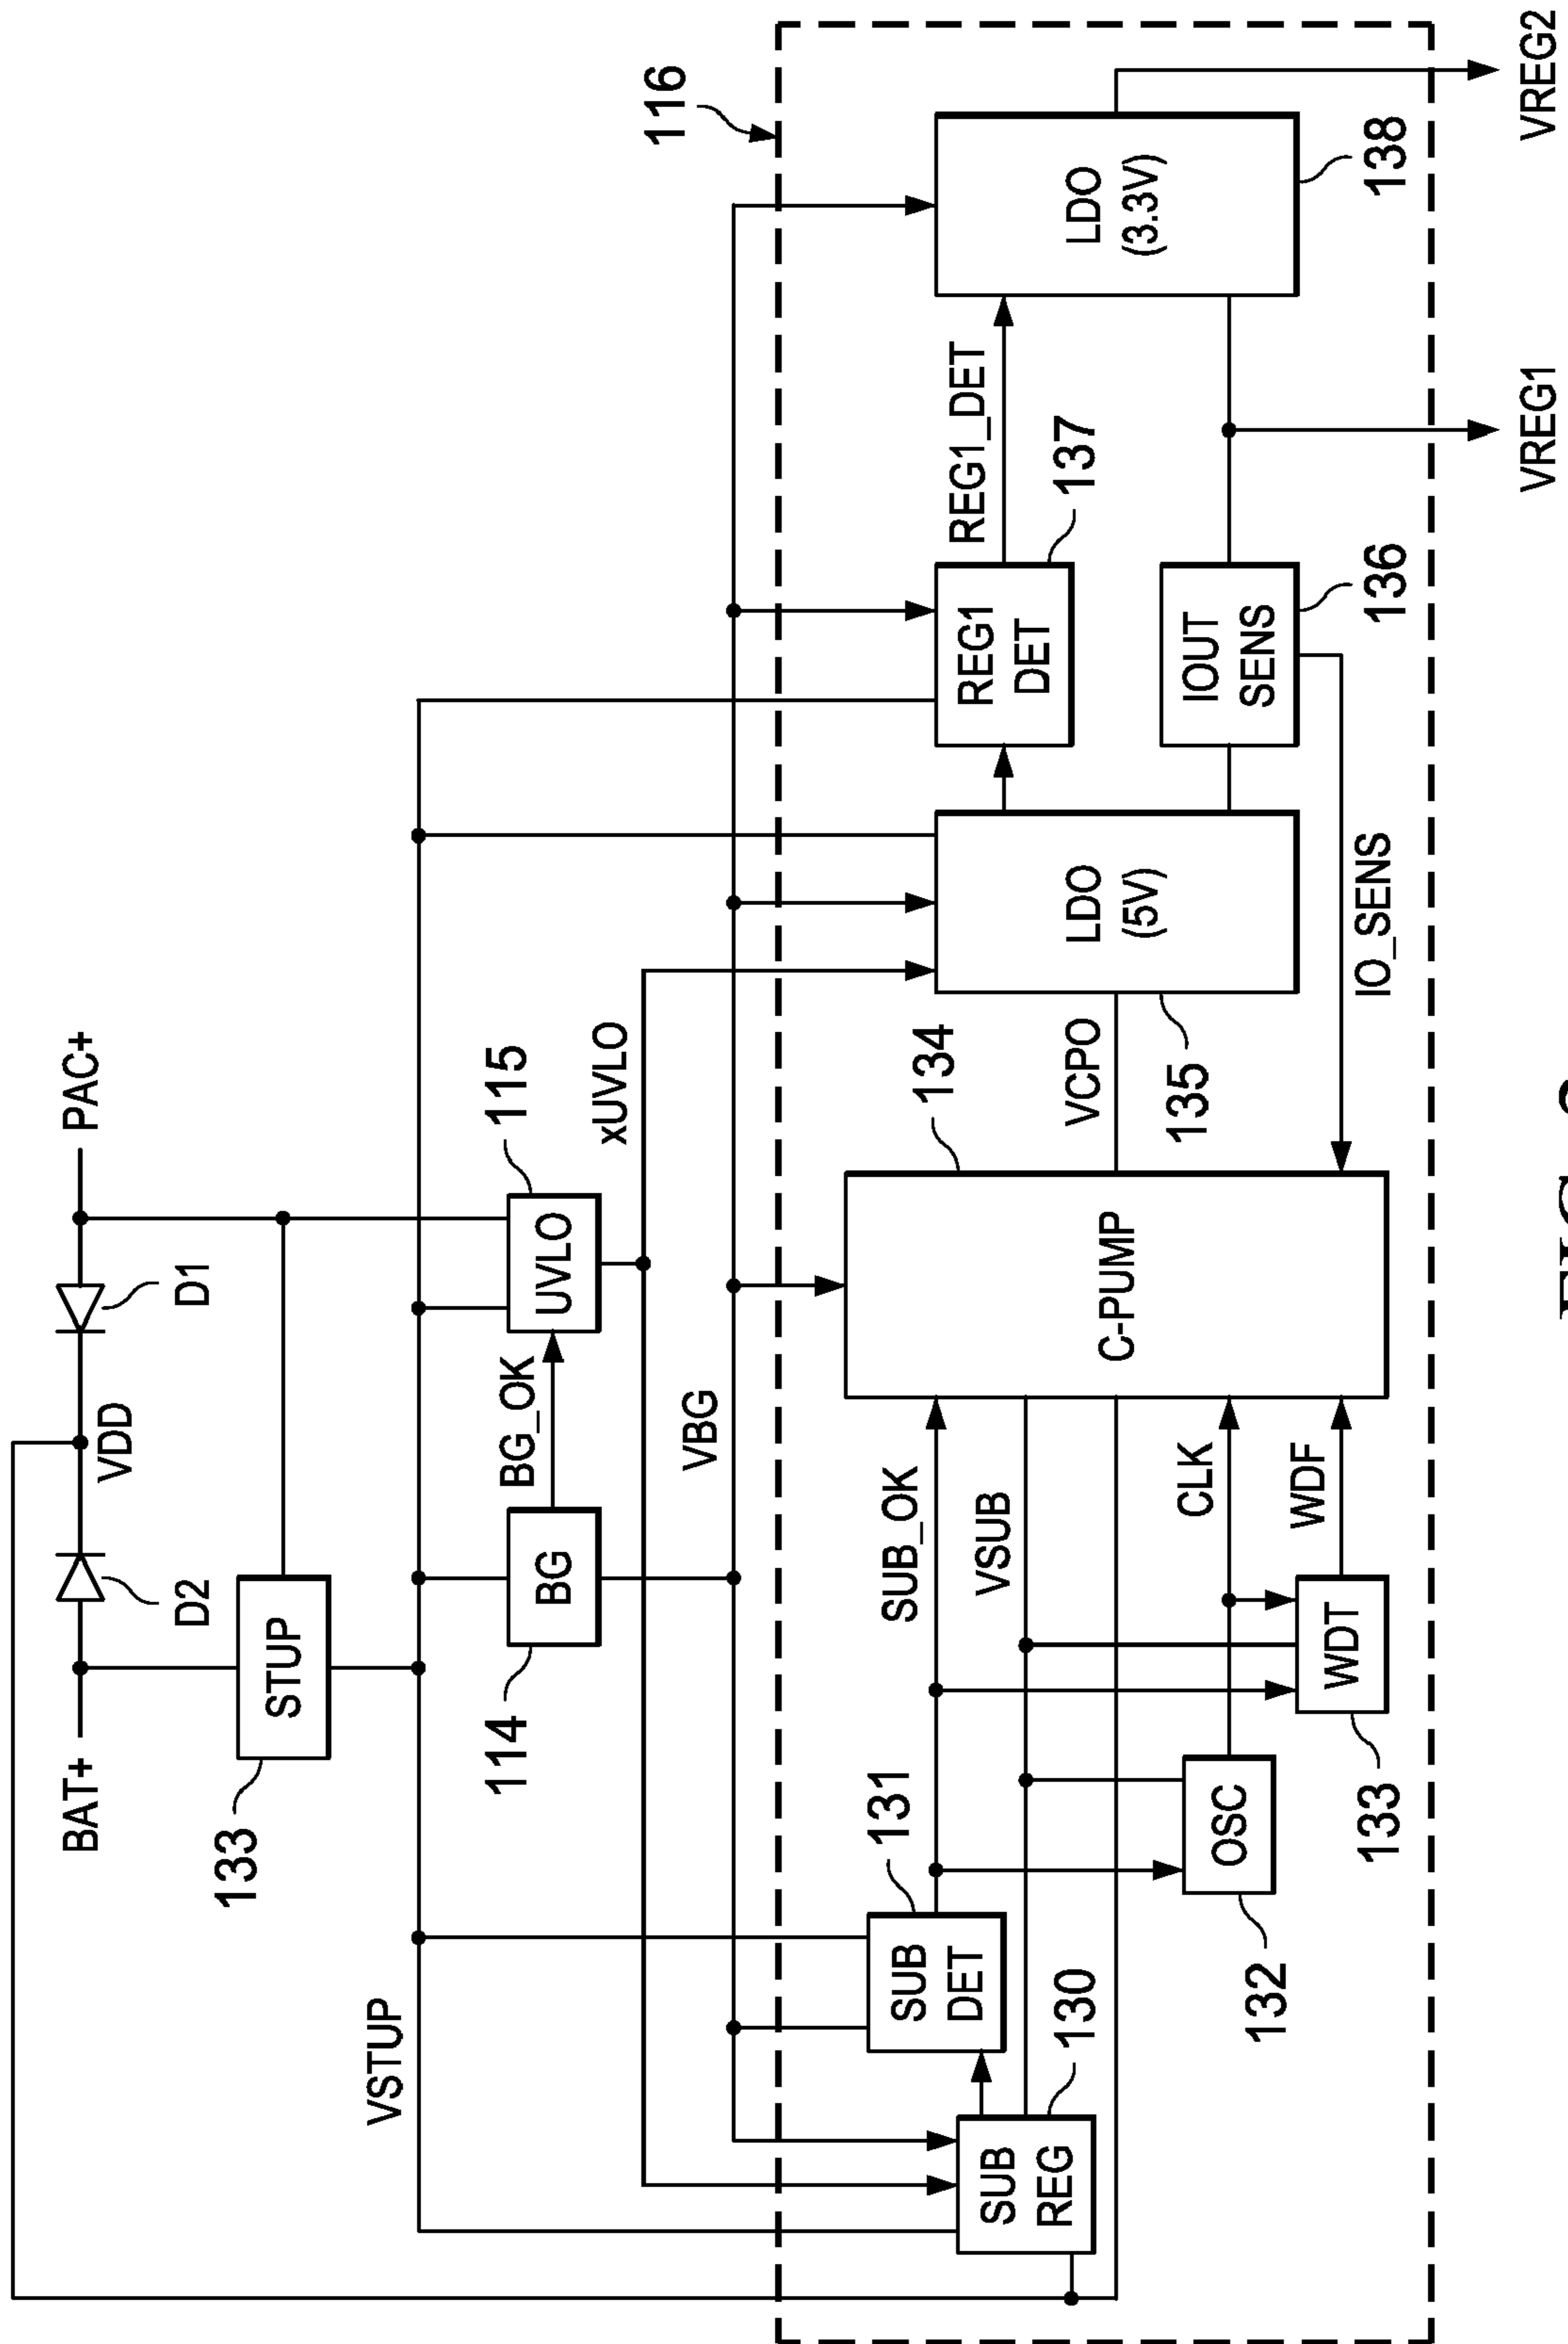 BAT+
D2
VDD
D1
PAC+
STUP
133
VSTUP
114
BG
BG_OK
UVLO
115
xUVLO
VBG
116
SUB
REG
130
SUB
DET
131
SUB_OK
VSUB
OSC
132
CLK
WDT
133
WDF
C-PUMP
134
VCPO
LDO
(5V)
135
REG1
DET
137
REG1_DET
IOUT
SENS
136
IO_SENS
LDO
(3.3V)
138
VREG1
VREG2